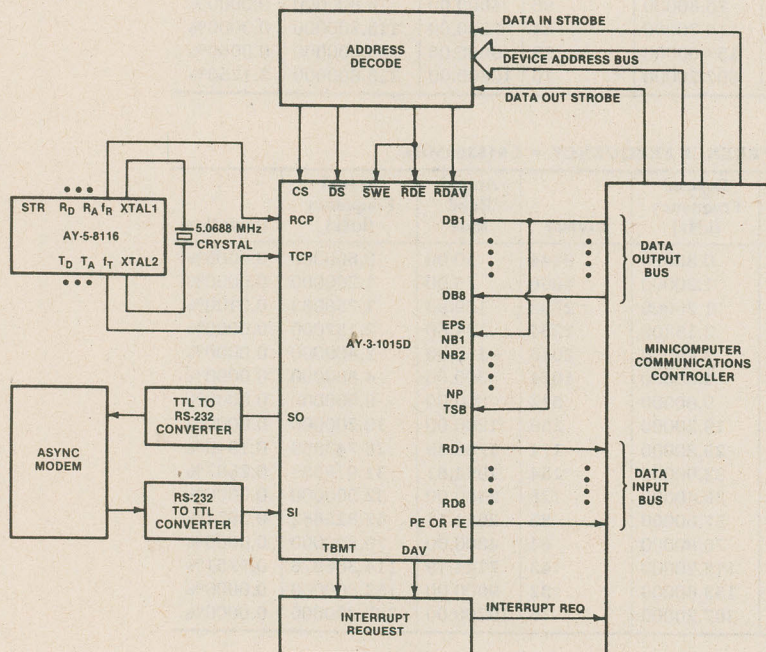 DATA IN STROBE
ADDRESS
DECODE
DEVICE ADDRESS BUS
DATA OUT STROBE
CS DS SWE RDE RDAV
STR RD RA fR XTAL1
AY-5-8116
TD TA fT XTAL2
5.0688 MHz
CRYSTAL
RCP
TCP
DB1
DATA
OUTPUT
BUS
DB8
AY-3-1015D
EPS
NB1
NB2
NP
TSB
MINICOMPUTER
COMMUNICATIONS
CONTROLLER
ASYNC
MODEM
TTL TO
RS-232
CONVERTER
SO
RS-232
TO TTL
CONVERTER
SI
RD1
DATA
INPUT
BUS
RD8
PE OR FE
TBMT DAV
INTERRUPT
REQUEST
INTERRUPT REQ